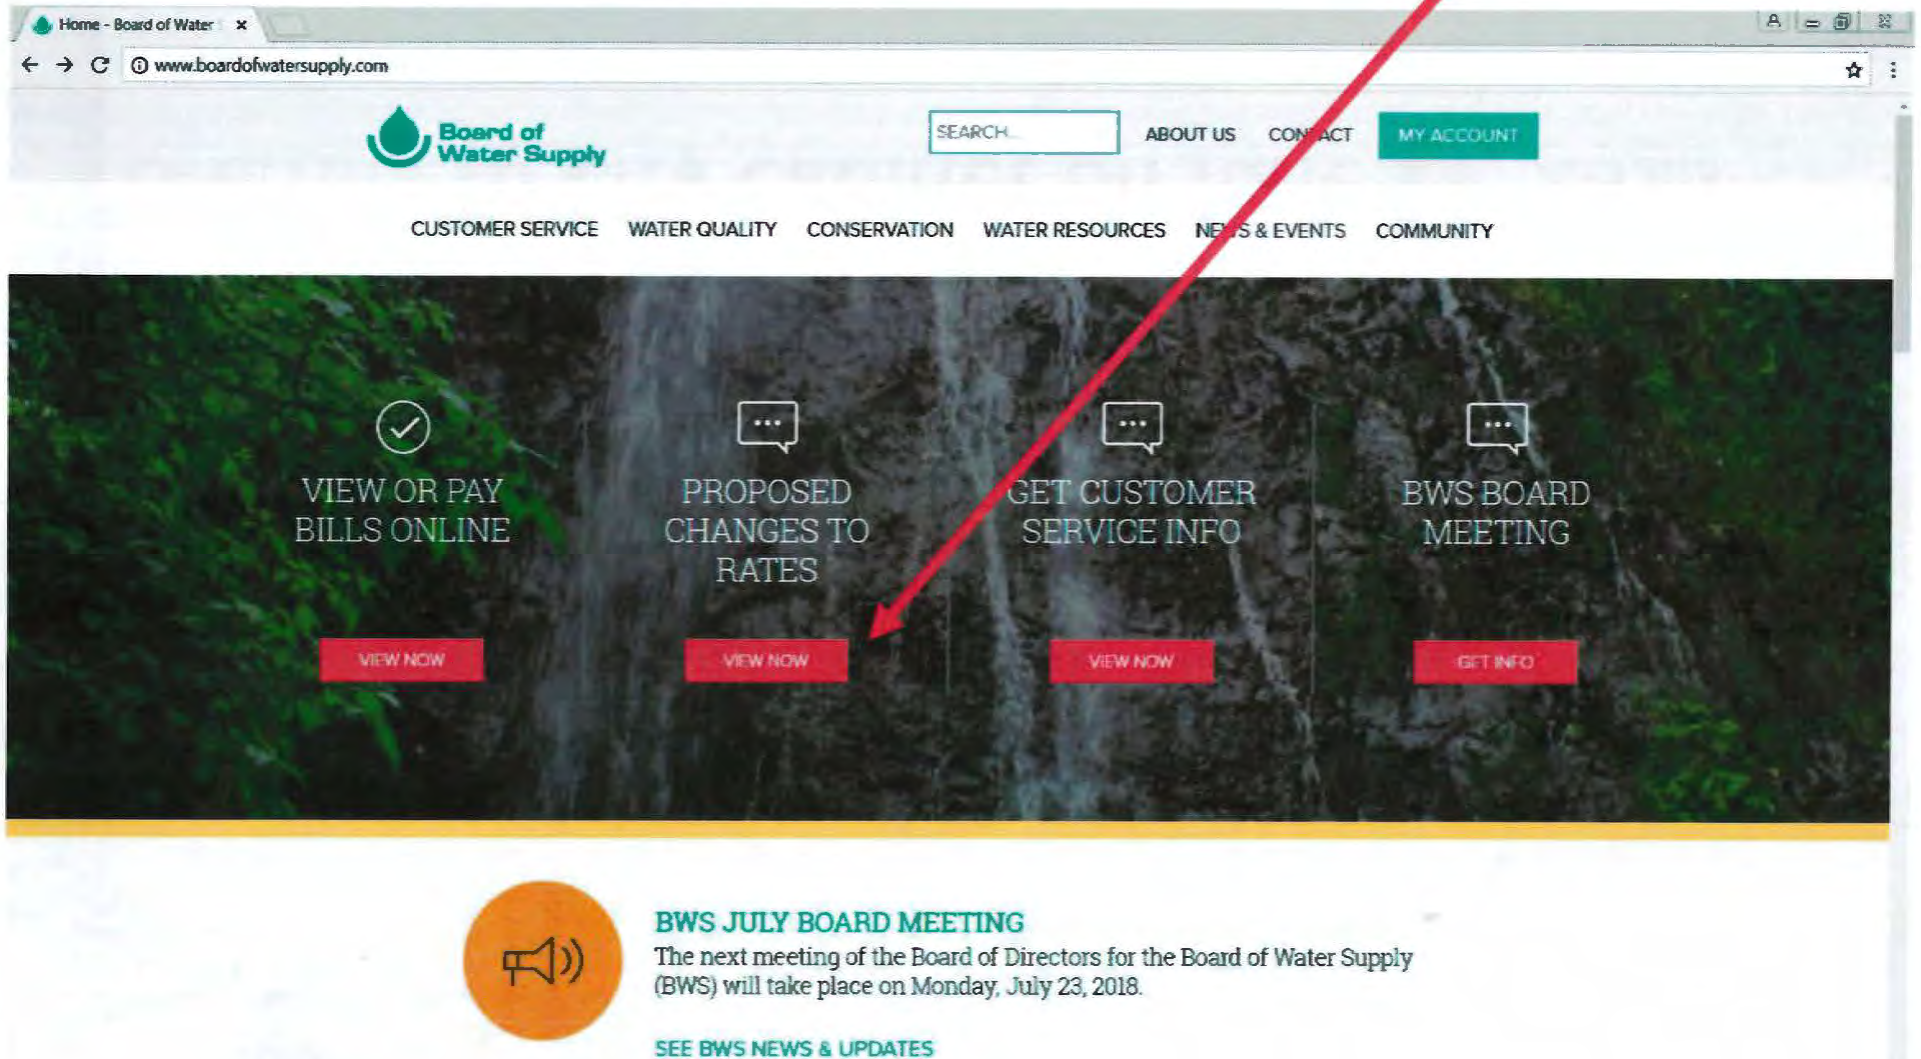 Home - Board of Water
www.boardofwatersupply.com
Board of
Water Supply
SEARCH...
ABOUT US CONTACT MY ACCOUNT
CUSTOMER SERVICE WATER QUALITY CONSERVATION WATER RESOURCES NEWS & EVENTS COMMUNITY
VIEW OR PAY
BILLS ONLINE
VIEW NOW
PROPOSED
CHANGES TO
RATES
VIEW NOW
GET CUSTOMER
SERVICE INFO
VIEW NOW
BWS BOARD
MEETING
GET INFO
BWS JULY BOARD MEETING
The next meeting of the Board of Directors for the Board of Water Supply
(BWS) will take place on Monday, July 23, 2018.
SEE BWS NEWS & UPDATES